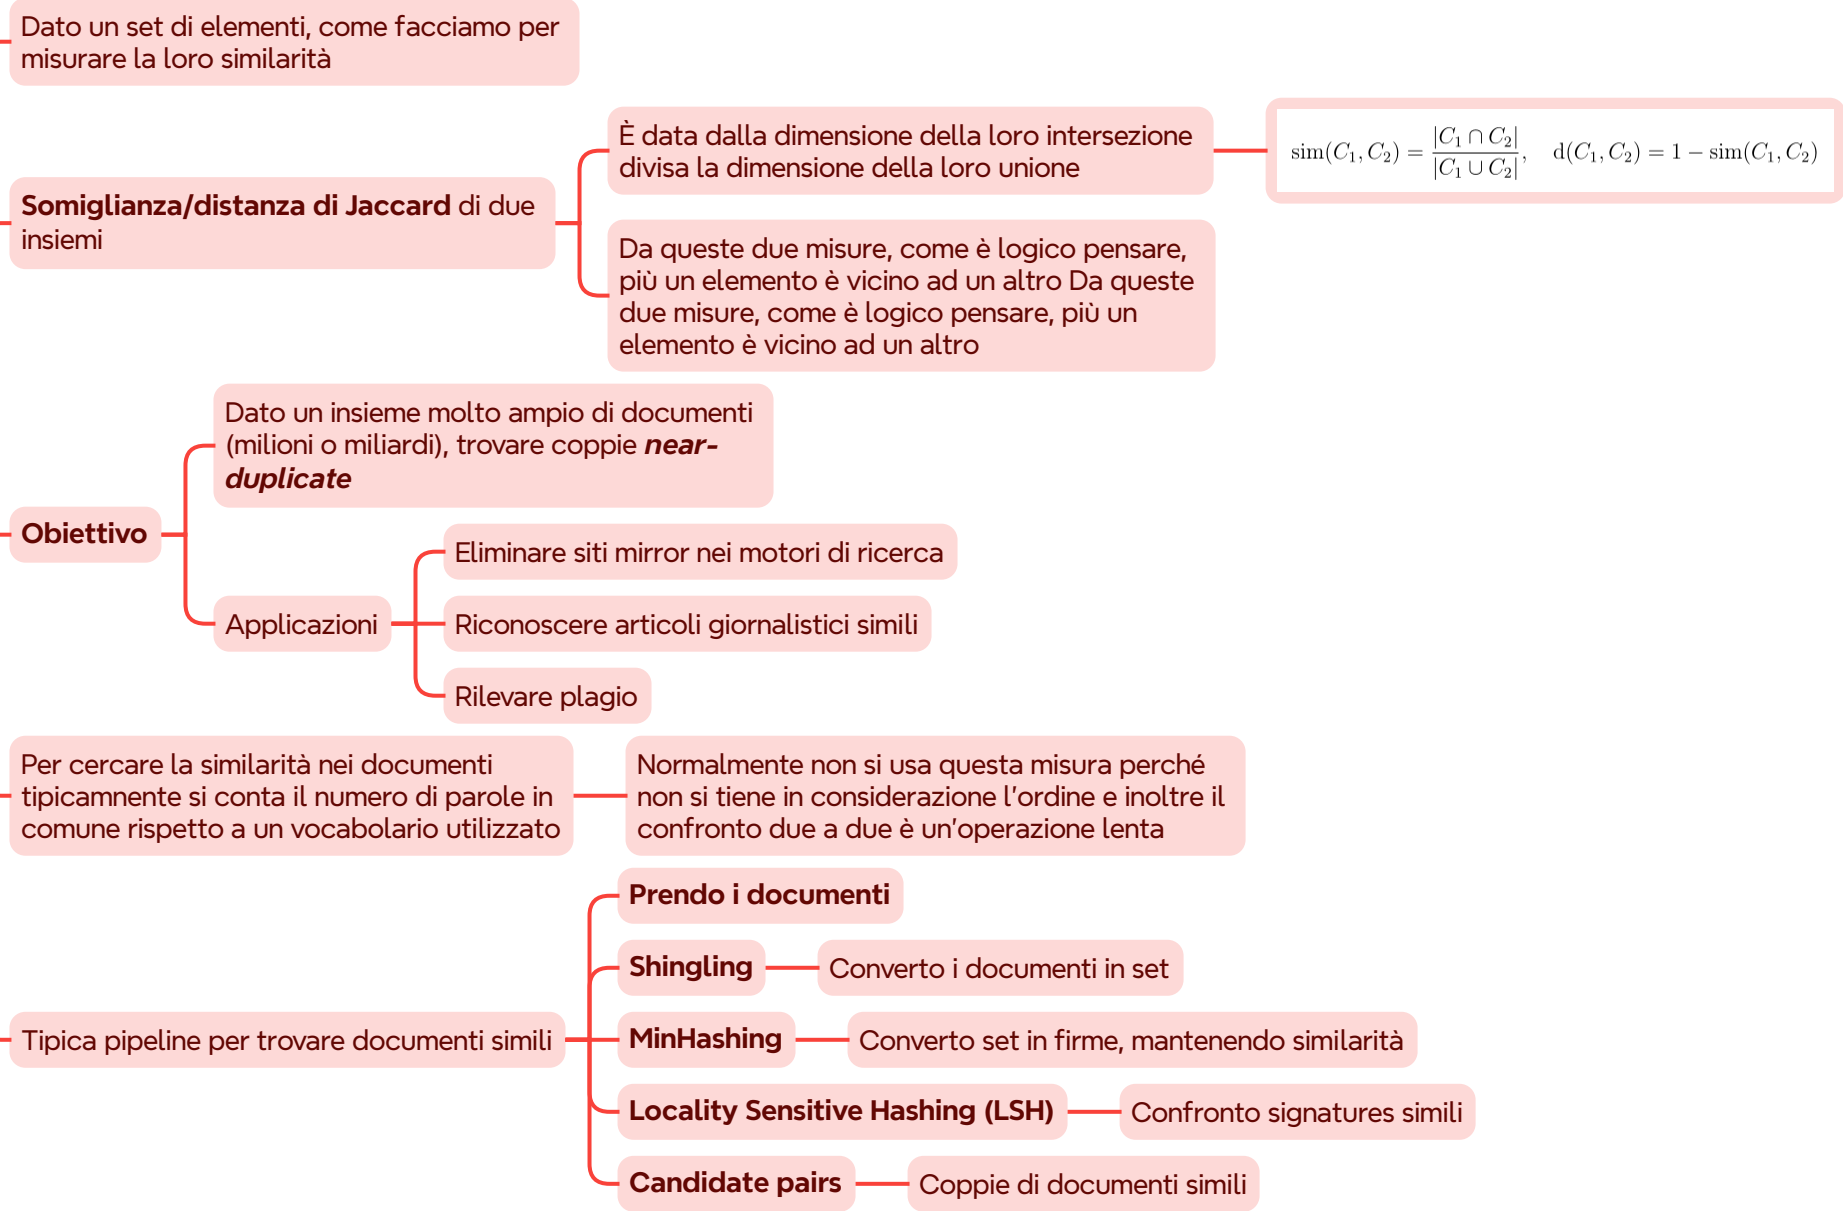 Dato un set di elementi, come facciamo per
misurare la loro similarità
Somiglianza/distanza di Jaccard di due
insiemi
È data dalla dimensione della loro intersezione
divisa la dimensione della loro unione
sim(C₁, C₂) = |C₁ ∩ C₂| / |C₁ ∪ C₂|, d(C₁, C₂) = 1 − sim(C₁, C₂)
Da queste due misure, come è logico pensare,
più un elemento è vicino ad un altro Da queste
due misure, come è logico pensare, più un
elemento è vicino ad un altro
Obiettivo
Dato un insieme molto ampio di documenti
(milioni o miliardi), trovare coppie near-
duplicate
Applicazioni
Eliminare siti mirror nei motori di ricerca
Riconoscere articoli giornalistici simili
Rilevare plagio
Per cercare la similarità nei documenti
tipicamnente si conta il numero di parole in
comune rispetto a un vocabolario utilizzato
Normalmente non si usa questa misura perché
non si tiene in considerazione l'ordine e inoltre il
confronto due a due è un'operazione lenta
Tipica pipeline per trovare documenti simili
Prendo i documenti
Shingling
Converto i documenti in set
MinHashing
Converto set in firme, mantenendo similarità
Locality Sensitive Hashing (LSH)
Confronto signatures simili
Candidate pairs
Coppie di documenti simili